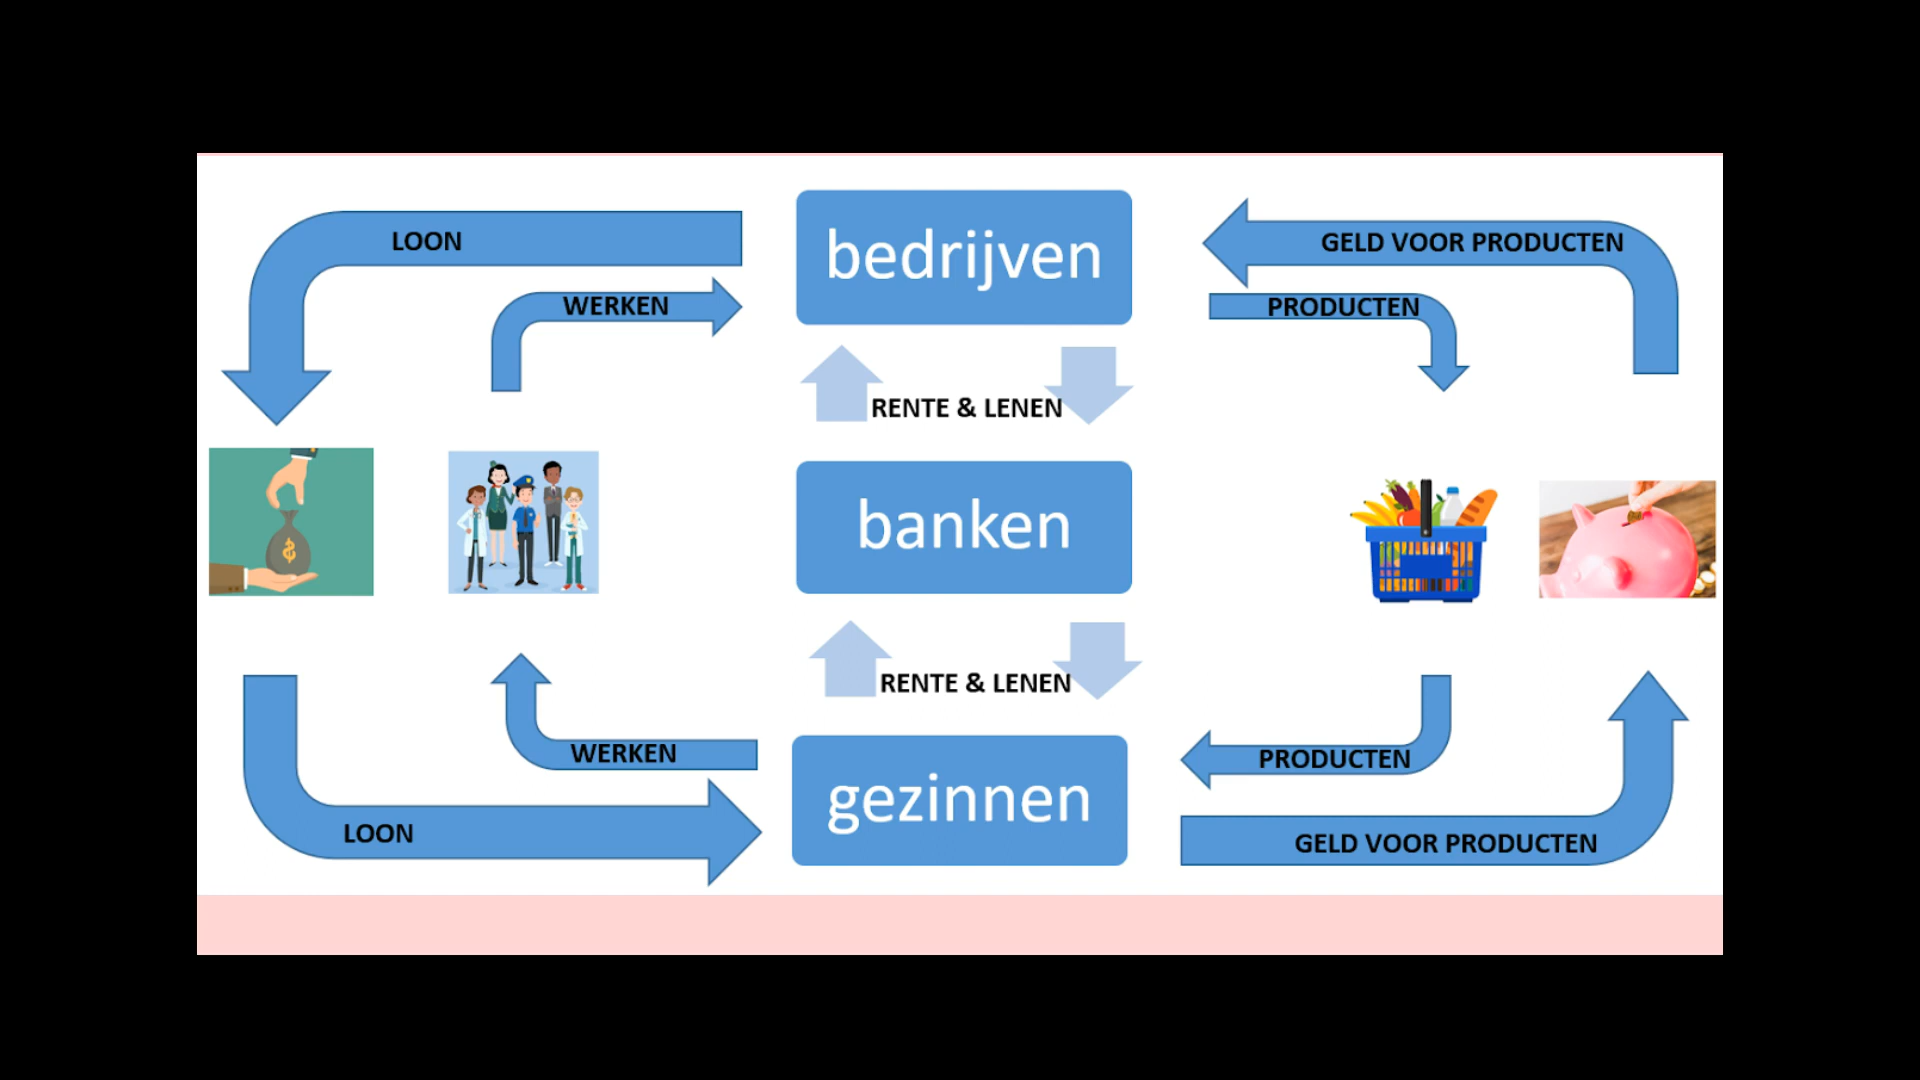 LOON
bedrijven
GELD VOOR PRODUCTEN
WERKEN
PRODUCTEN
RENTE & LENEN
banken
RENTE & LENEN
WERKEN
PRODUCTEN
gezinnen
LOON
GELD VOOR PRODUCTEN